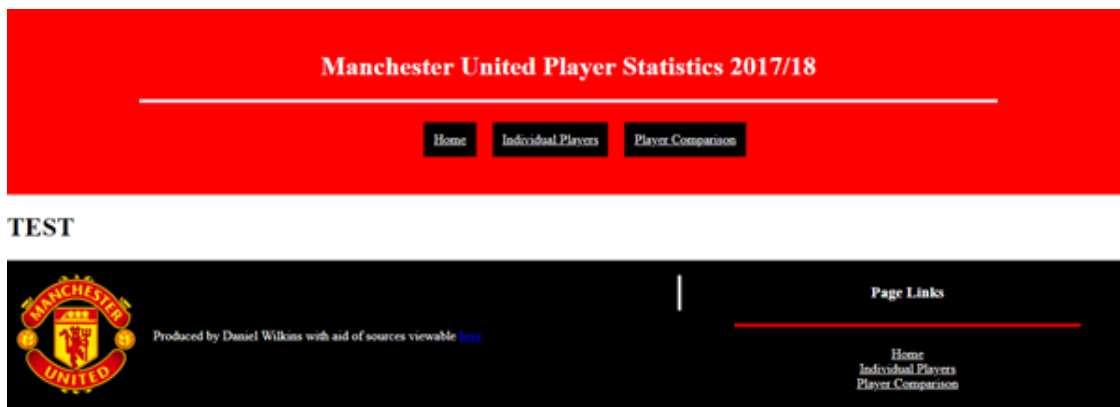 Manchester United Player Statistics 2017/18
Home Individual Players Player Comparison
TEST
MANCHESTER
UNITED
Produced by Daniel Wilkins with aid of sources viewable here
Page Links
Home
Individual Players
Player Comparison